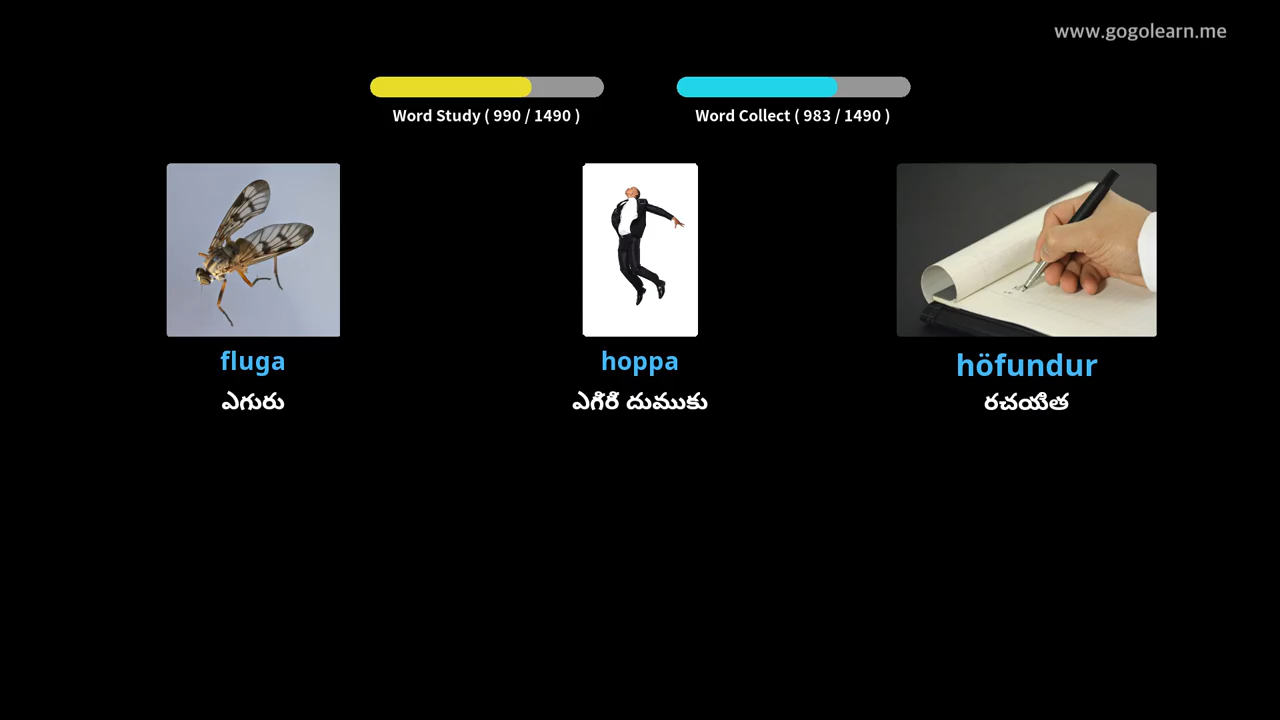 www.gogolearn.me
Word Study ( 990 / 1490 )
Word Collect ( 983 / 1490 )
fluga
ఎగురు
hoppa
ఎగిరి దుముకు
höfundur
రచయిత